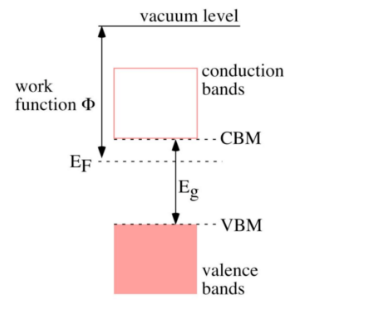 vacuum level
conduction
bands
work
function Φ
CBM
E_F
E_g
VBM
valence
bands